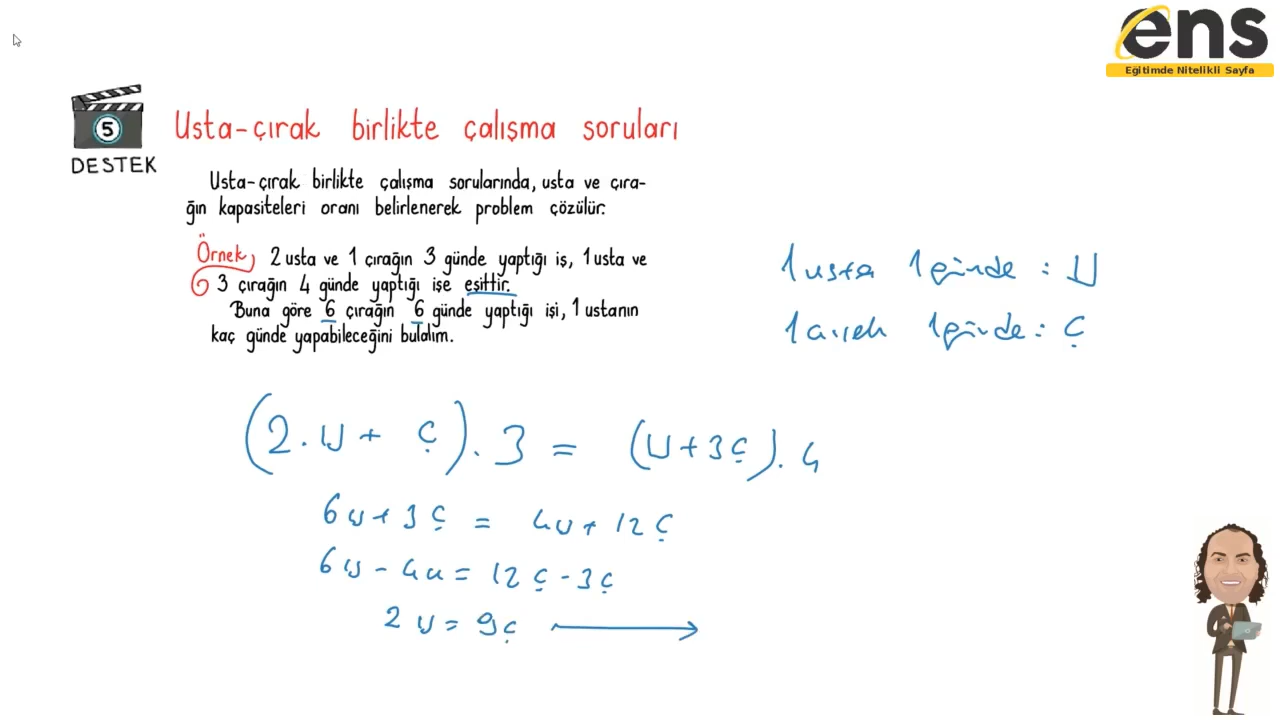 ens
Eğitimde Nitelikli Sayfa
5
DESTEK
Usta-çırak birlikte çalışma soruları
Usta-çırak birlikte çalışma sorularında, usta ve çıra-
ğın kapasiteleri oranı belirlenerek problem çözülür.
Örnek
2 usta ve 1 çırağın 3 günde yaptığı iş, 1 usta ve
3 çırağın 4 günde yaptığı işe eşittir.
Buna göre 6 çırağın 6 günde yaptığı işi, 1 ustanın
kaç günde yapabileceğini bulalım.
1 usta 1 günde : U
1 çırak 1 günde : Ç
(2.U + Ç).3 = (U+3Ç).4
6U+3Ç = 4U+12Ç
6U-4U = 12Ç-3Ç
2U = 9Ç →